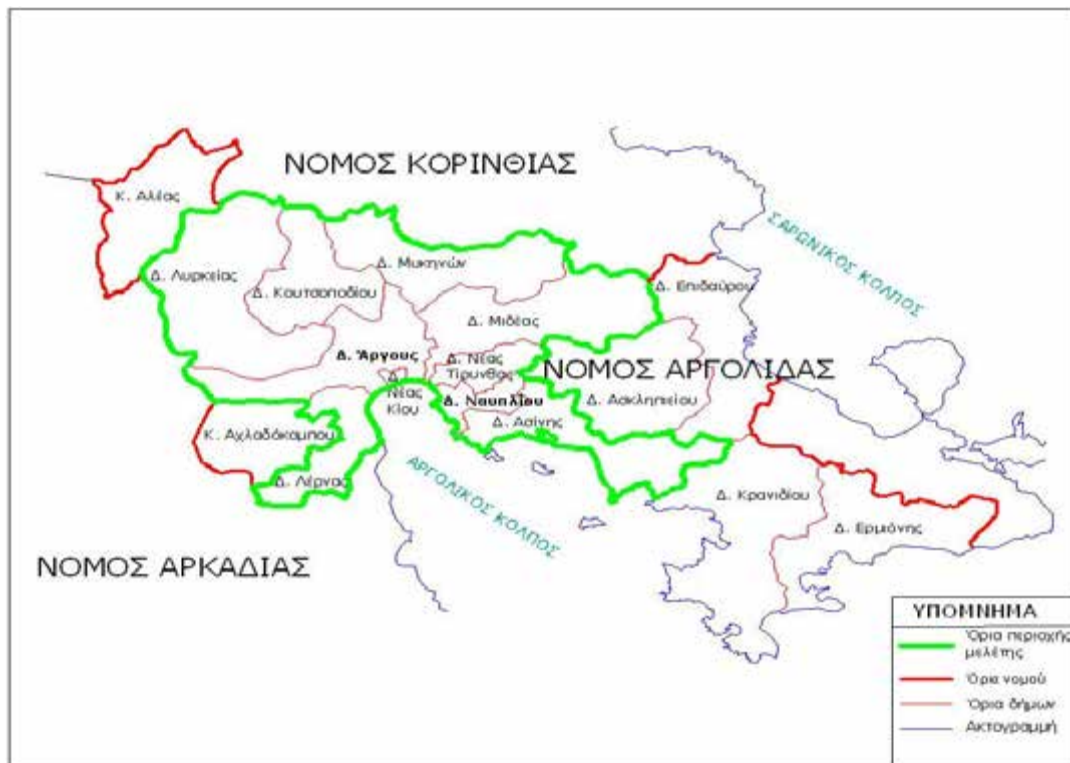 ΝΟΜΟΣ ΚΟΡΙΝΘΙΑΣ
Κ. Αλέας
ΣΑΡΩΝΙΚΟΣ ΚΟΛΠΟΣ
Δ. Λυρκείας
Δ. Μυκηνών
Δ. Κουτσοποδίου
Δ. Επιδαύρου
Δ. Μιδέας
Δ. Άργους
Δ. Νέας
Τίρυνθας
ΝΟΜΟΣ ΑΡΓΟΛΙΔΑΣ
Δ.
Νέας
Κίου
Δ. Ναυπλίου
Δ. Ασκληπιείου
Δ. Ασίνης
Κ. Αχλαδόκαμπου
Δ. Λέρνας
ΑΡΓΟΛΙΚΟΣ ΚΟΛΠΟΣ
Δ. Κρανιδίου
Δ. Ερμιόνης
ΝΟΜΟΣ ΑΡΚΑΔΙΑΣ
ΥΠΟΜΝΗΜΑ
Όρια περιοχής
μελέτης
Όρια νομού
Όρια δήμων
Ακτογραμμή